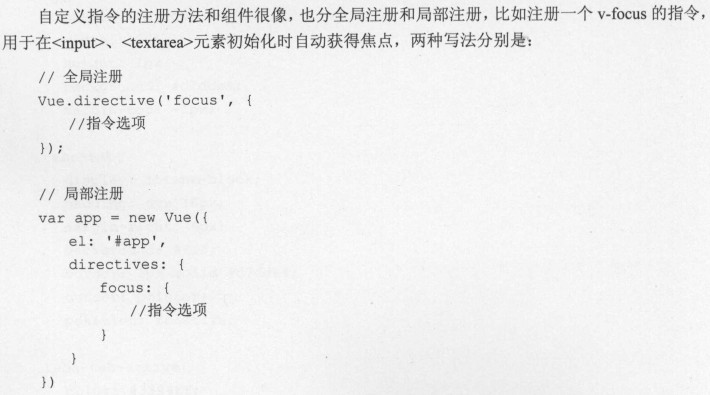 自定义指令的注册方法和组件很像，也分全局注册和局部注册，比如注册一个 v-focus 的指令，
用于在<input>、<textarea>元素初始化时自动获得焦点，两种写法分别是：
// 全局注册
Vue.directive('focus', {
    //指令选项
});
// 局部注册
var app = new Vue({
    el: '#app',
    directives: {
        focus: {
            //指令选项
        }
    }
})